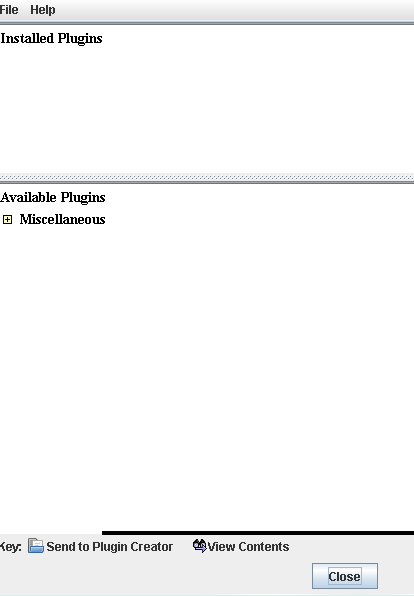 File Help
Installed Plugins
Available Plugins
Miscellaneous
Key: Send to Plugin Creator View Contents
Close